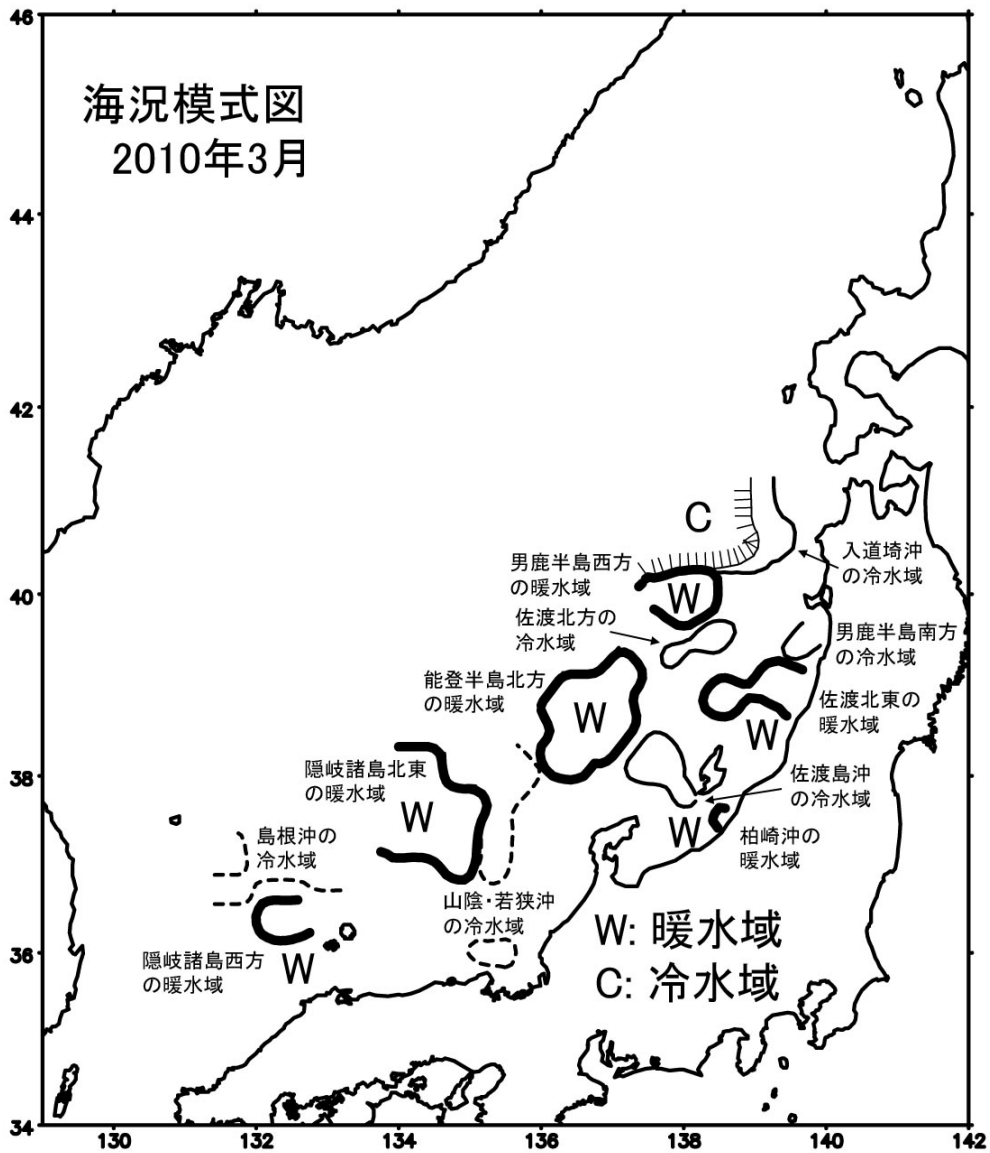 海況模式図
2010年3月
46
44
42
40
38
36
34
130
132
134
136
138
140
142
C
入道埼沖
の冷水域
男鹿半島西方
の暖水域
W
佐渡北方の
冷水域
男鹿半島南方
の冷水域
能登半島北方
の暖水域
W
佐渡北東の
暖水域
W
隠岐諸島北東
の暖水域
W
佐渡島沖
の冷水域
W
柏崎沖の
暖水域
島根沖の
冷水域
山陰・若狭沖
の冷水域
隠岐諸島西方
の暖水域
W
W: 暖水域
C: 冷水域